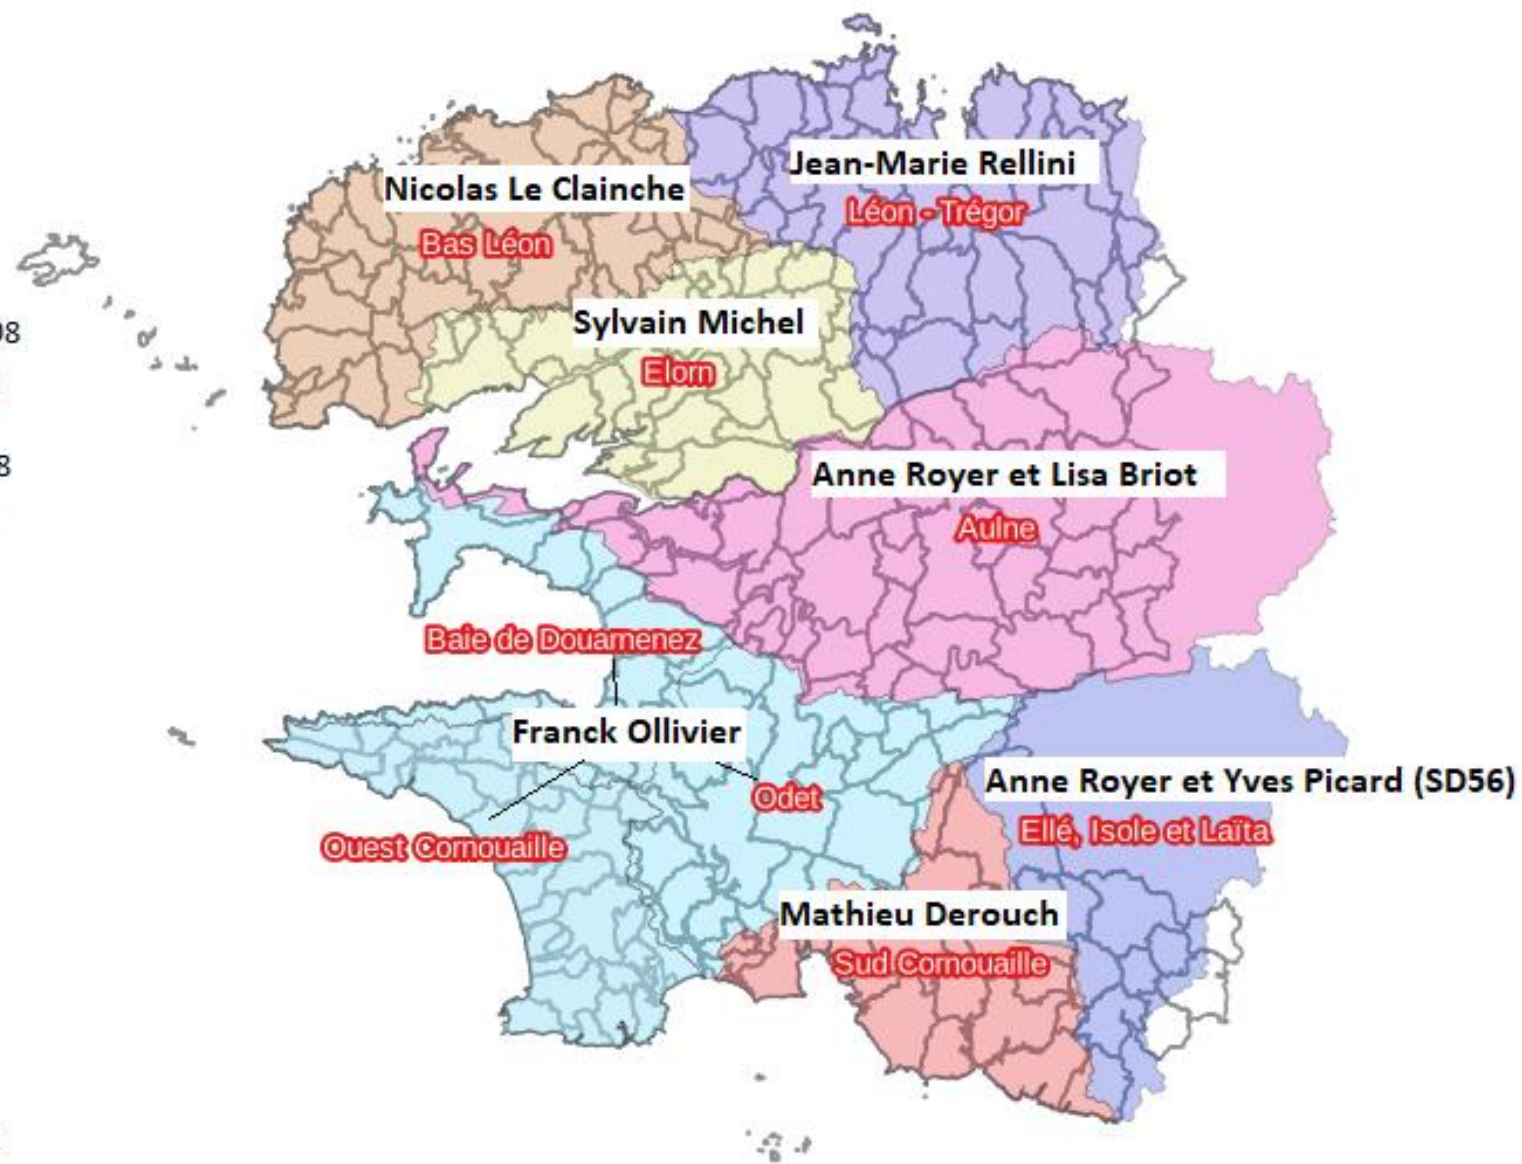 Jean-Marie Rellini
Léon - Trégor
Nicolas Le Clainche
Bas Léon
Sylvain Michel
Elorn
08
8
Anne Royer et Lisa Briot
Aulne
Baie de Douarnenez
Franck Ollivier
Odet
Ouest Cornouaille
Anne Royer et Yves Picard (SD56)
Ellé, Isole et Laïta
Mathieu Derouch
Sud Cornouaille